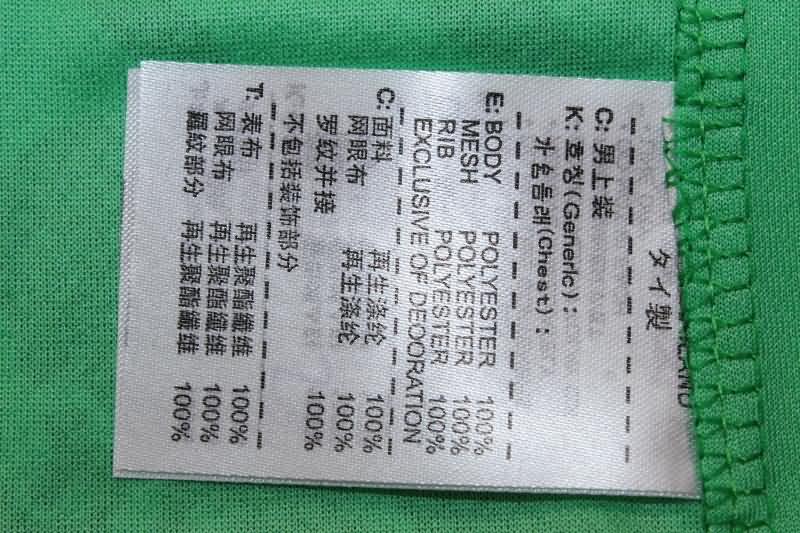 タイ製
C: 男上装
K: 호칭(Generic):
가슴둘레(Chest):
E: BODY POLYESTER 100%
MESH POLYESTER 100%
RIB POLYESTER 100%
EXCLUSIVE OF DEOORATION
C: 面料 再生涤纶 100%
网眼布 再生涤纶 100%
罗纹并接 100%
不包括装饰部分
T: 表布 再生聚酯纖維 100%
网眼布 再生聚酯纖維 100%
羅紋部分 再生聚酯纖維 100%